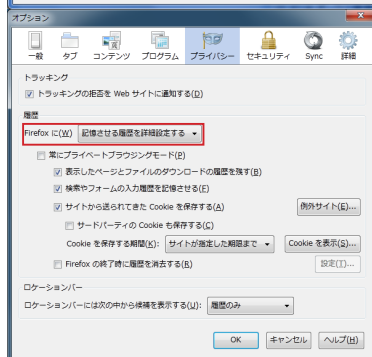 オプション
一般 タブ コンテンツ プログラム プライバシー セキュリティ Sync 詳細
トラッキング
トラッキングの拒否を Web サイトに通知する(D)
履歴
Firefox に(W) 記憶させる履歴を詳細設定する
常にプライベートブラウジングモード(P)
表示したページとファイルのダウンロードの履歴を残す(B)
検索やフォームの入力履歴を記憶させる(F)
サイトから送られてきた Cookie を保存する(A) 例外サイト(E)...
サードパーティの Cookie も保存する(C)
Cookie を保存する期間(K): サイトが指定した期限まで Cookie を表示(S)...
Firefox の終了時に履歴を消去する(R) 設定(T)...
ロケーションバー
ロケーションバーには次の中から候補を表示する(U): 履歴のみ
OK キャンセル ヘルプ(H)